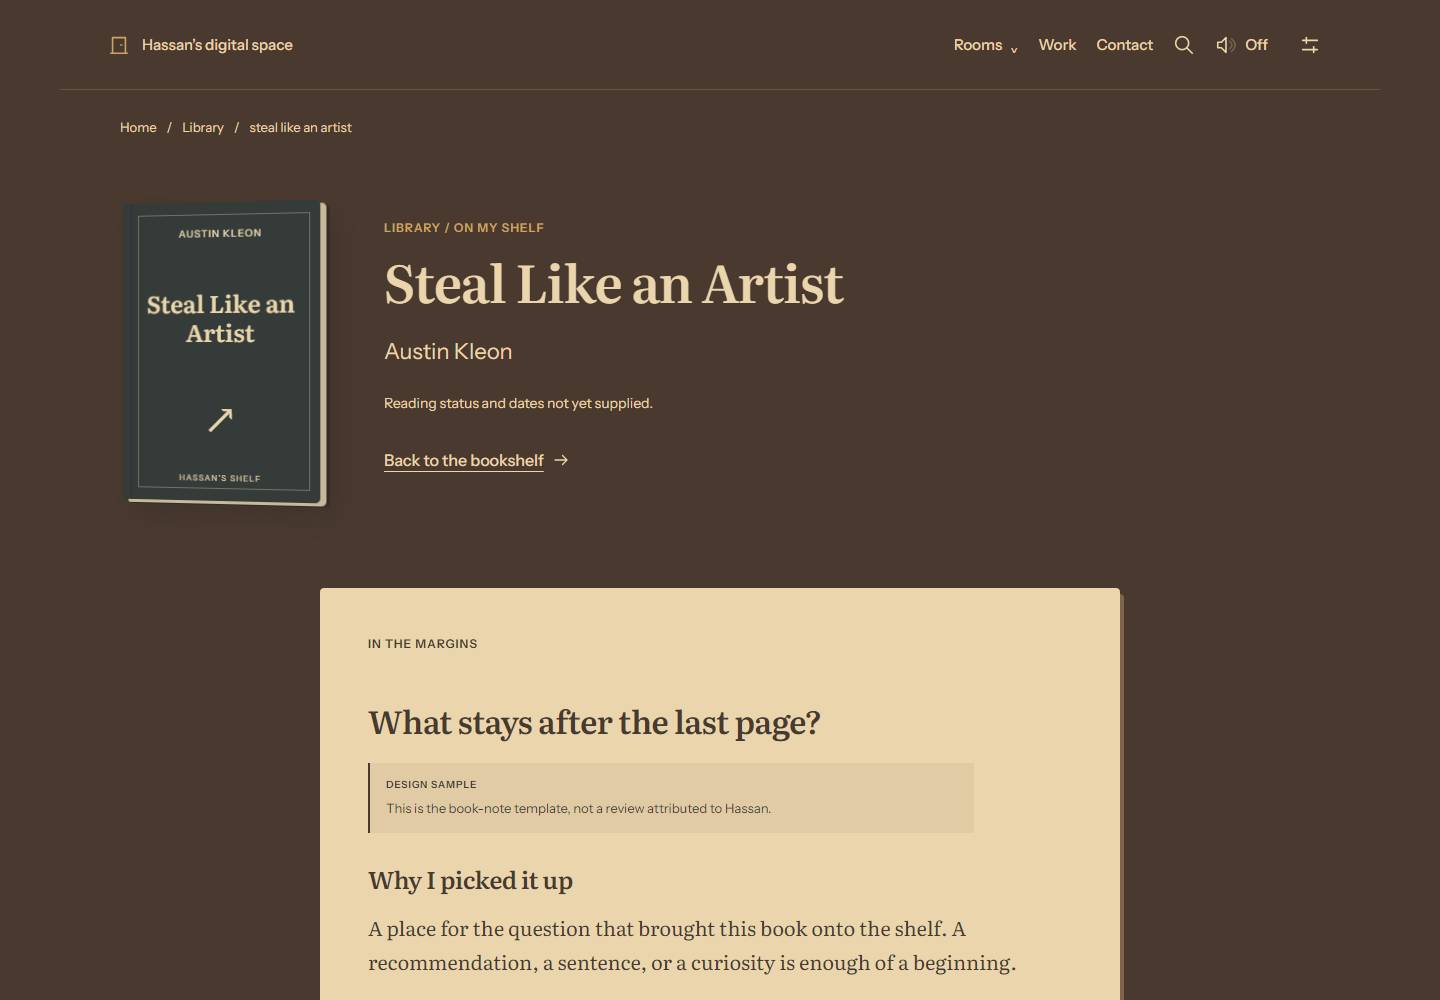 Hassan's digital space
Rooms Work Contact Off
Home / Library / steal like an artist
AUSTIN KLEON
Steal Like an
Artist
↗
HASSAN'S SHELF
LIBRARY / ON MY SHELF
Steal Like an Artist
Austin Kleon
Reading status and dates not yet supplied.
Back to the bookshelf →
IN THE MARGINS
What stays after the last page?
DESIGN SAMPLE
This is the book-note template, not a review attributed to Hassan.
Why I picked it up
A place for the question that brought this book onto the shelf. A
recommendation, a sentence, or a curiosity is enough of a beginning.